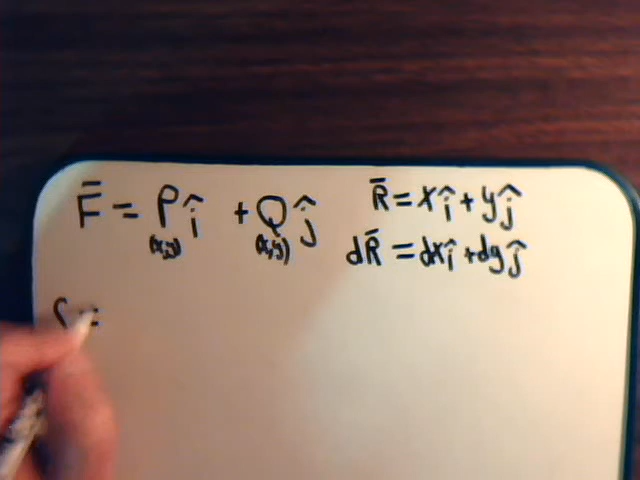 F̄ = P î + Q ĵ
(x,y) (x,y)
R̄ = x î + y ĵ
dR̄ = dx î + dy ĵ